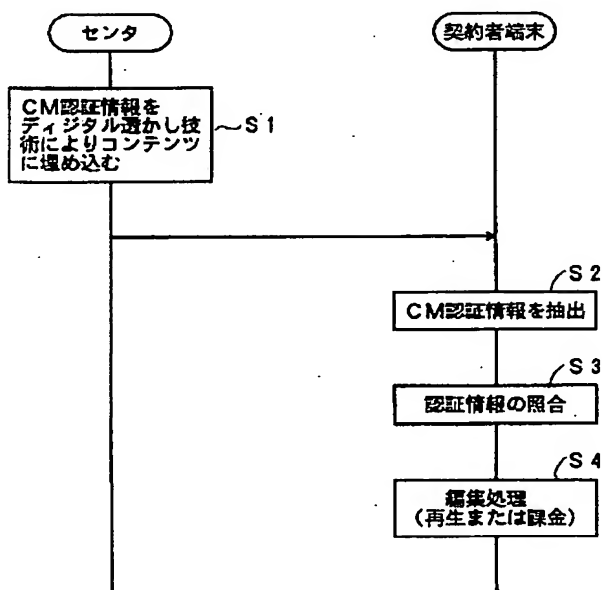 センタ
契約者端末
CM認証情報を
ディジタル透かし技
術によりコンテンツ
に埋め込む
S1
S2
CM認証情報を抽出
S3
認証情報の照合
S4
編集処理
(再生または課金)